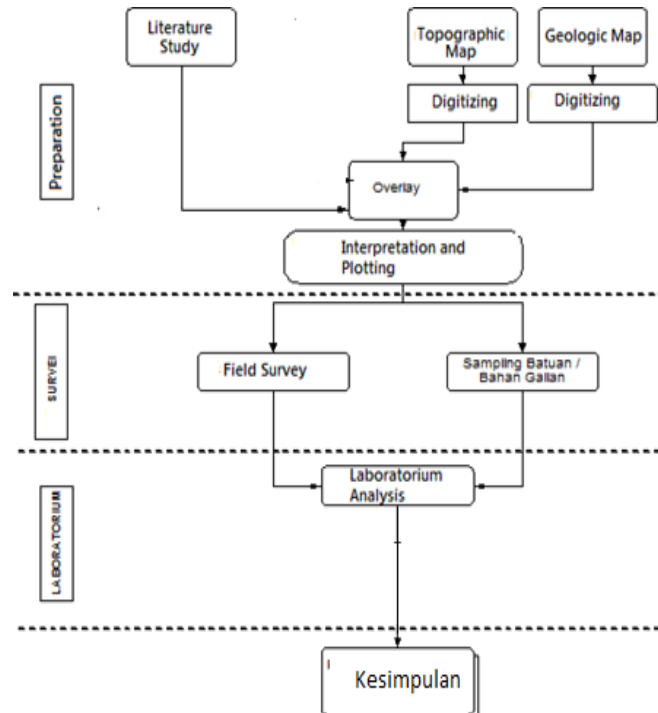 Literature
Study
Topographic
Map
Geologic Map
Digitizing
Digitizing
Preparation
Overlay
Interpretation and
Plotting
SURVEI
Field Survey
Sampling Batuan /
Bahan Galian
LABORATORIUM
Laboratorium
Analysis
Kesimpulan